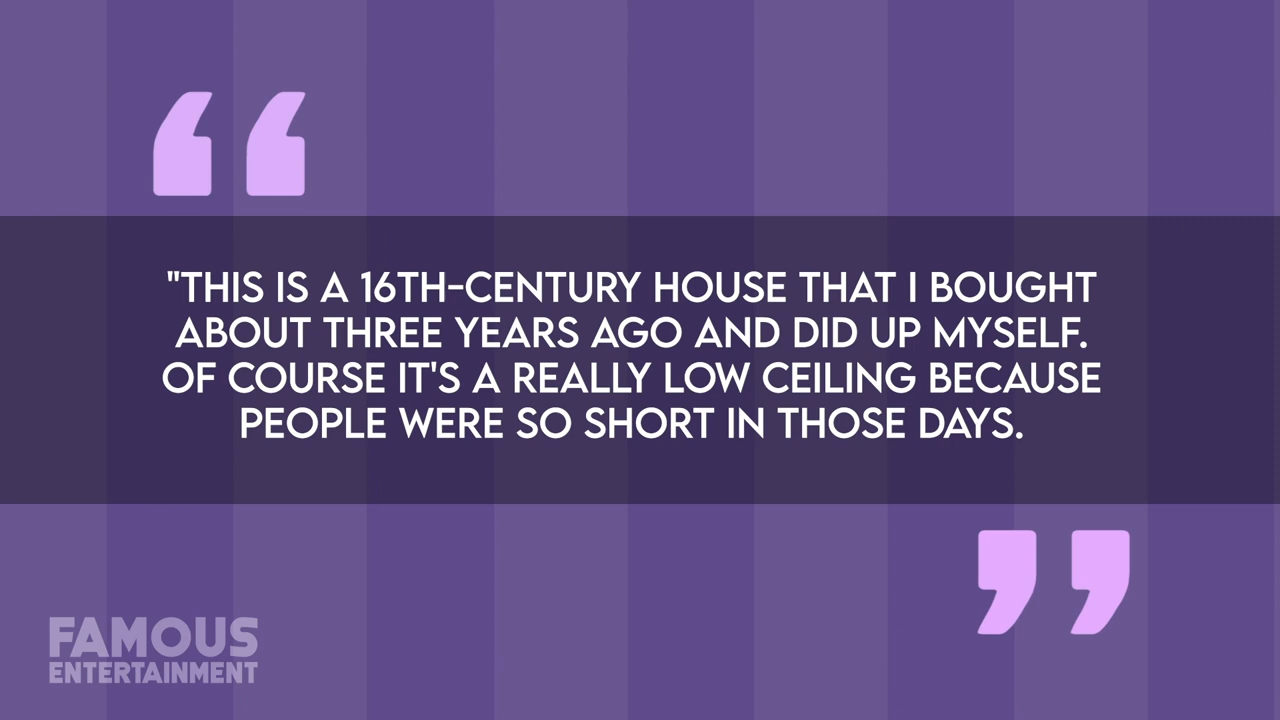 "THIS IS A 16TH-CENTURY HOUSE THAT I BOUGHT
ABOUT THREE YEARS AGO AND DID UP MYSELF.
OF COURSE IT'S A REALLY LOW CEILING BECAUSE
PEOPLE WERE SO SHORT IN THOSE DAYS.
FAMOUS
ENTERTAINMENT